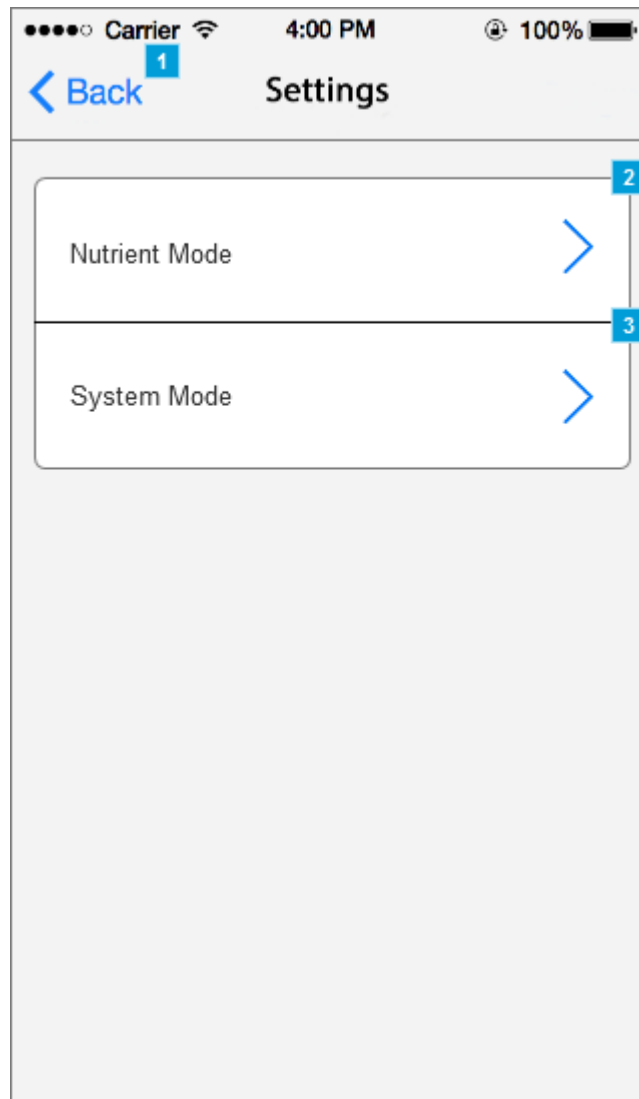 Carrier 4:00 PM 100%
1
Back Settings
2
Nutrient Mode
3
System Mode